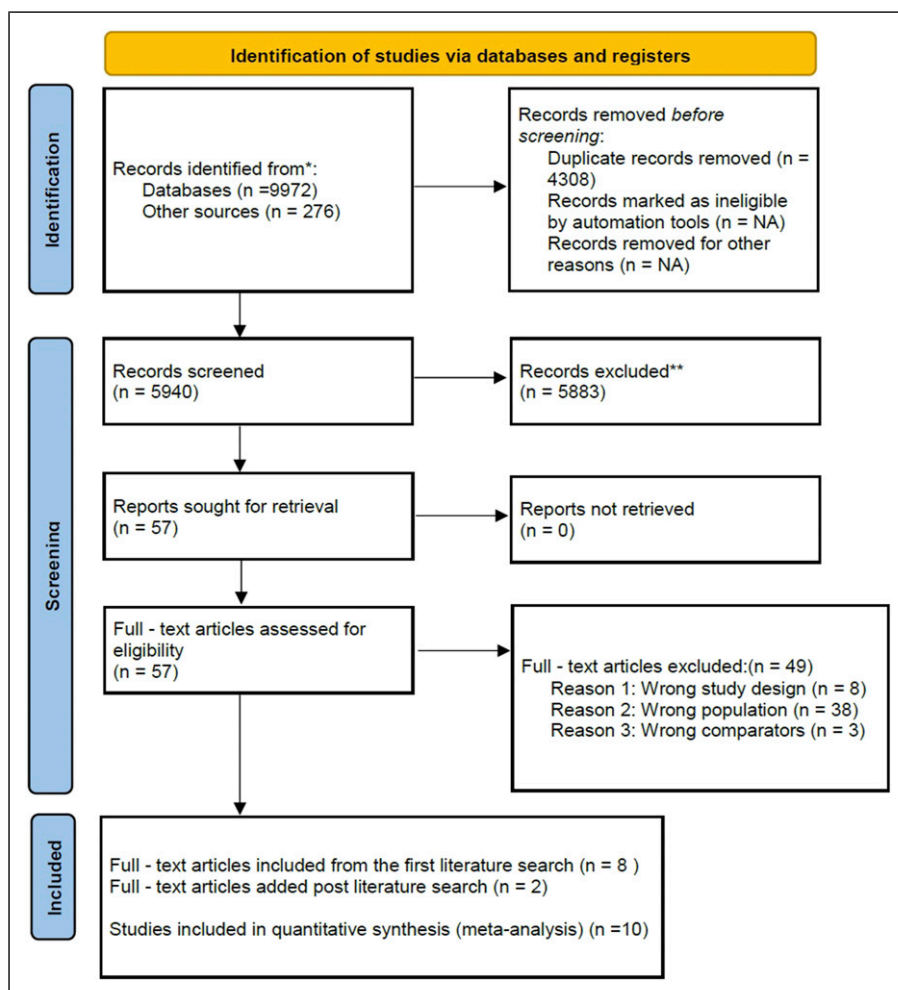 Identification of studies via databases and registers
Identification
Records identified from*:
Databases (n =9972)
Other sources (n = 276)
Records removed before
screening:
Duplicate records removed (n =
4308)
Records marked as ineligible
by automation tools (n = NA)
Records removed for other
reasons (n = NA)
Screening
Records screened
(n = 5940)
Records excluded**
(n = 5883)
Reports sought for retrieval
(n = 57)
Reports not retrieved
(n = 0)
Full - text articles assessed for
eligibility
(n = 57)
Full - text articles excluded:(n = 49)
Reason 1: Wrong study design (n = 8)
Reason 2: Wrong population (n = 38)
Reason 3: Wrong comparators (n = 3)
Included
Full - text articles included from the first literature search (n = 8 )
Full - text articles added post literature search (n = 2)
Studies included in quantitative synthesis (meta-analysis) (n =10)